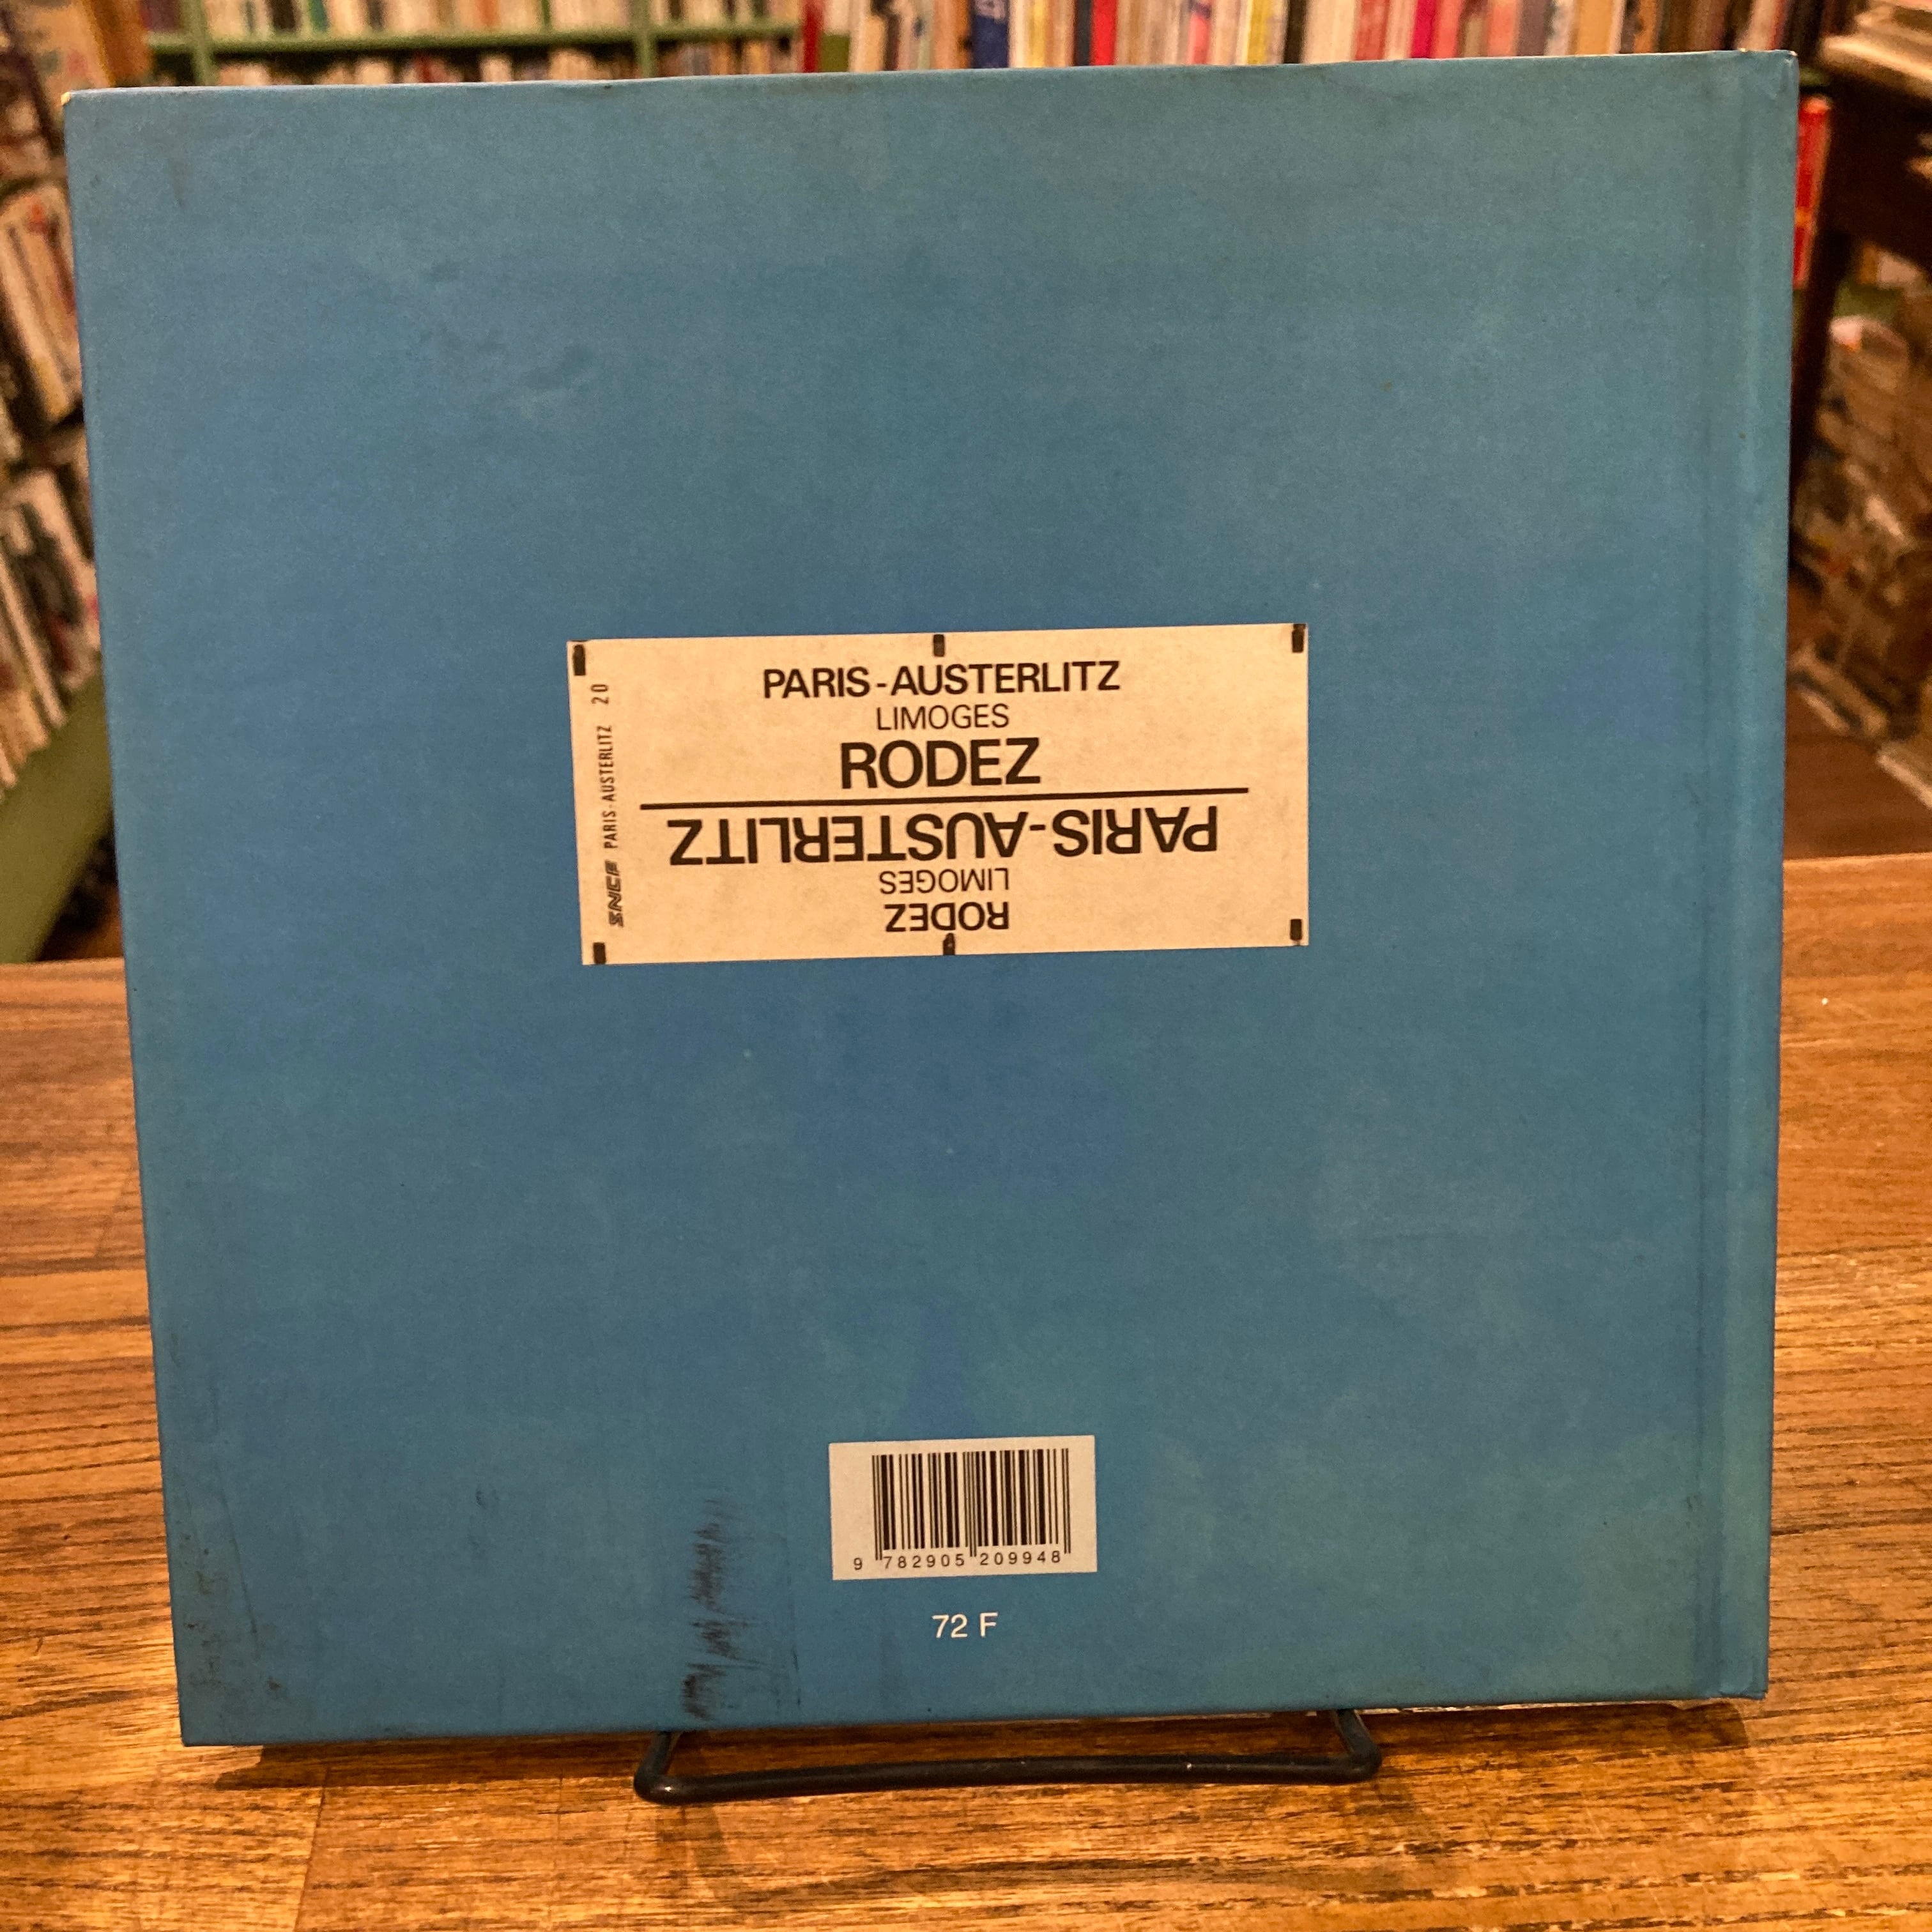 PARIS-AUSTERLITZ
LIMOGES
RODEZ
PARIS-AUSTERLITZ
LIMOGES
RODEZ
SNCF PARIS-AUSTERLITZ 20
9 782905 209948
72 F